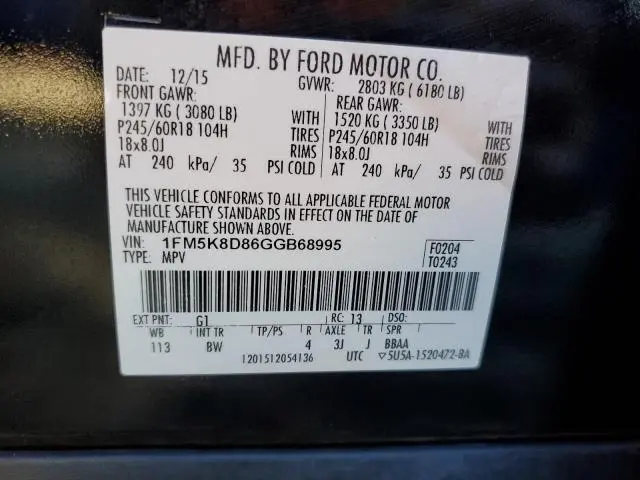 MFD. BY FORD MOTOR CO.
DATE: 12/15 GVWR: 2803 KG ( 6180 LB)
FRONT GAWR: REAR GAWR:
1397 KG ( 3080 LB) WITH 1520 KG ( 3350 LB) WITH
P245/60R18 104H TIRES P245/60R18 104H TIRES
18x8.0J RIMS 18x8.0J RIMS
AT 240 kPa/ 35 PSI COLD AT 240 kPa/ 35 PSI COLD
THIS VEHICLE CONFORMS TO ALL APPLICABLE FEDERAL MOTOR
VEHICLE SAFETY STANDARDS IN EFFECT ON THE DATE OF
MANUFACTURE SHOWN ABOVE.
VIN: 1FM5K8D86GGB68995 F0204
TYPE: MPV T0243
EXT PNT: G1 RC: 13 DSO:
WB INT TR TP/PS R AXLE TR SPR
113 BW 4 3J J BBAA
1201512054136 UTC ▽5U5A-1520472-BA